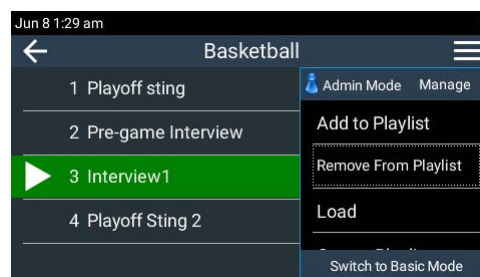 Jun 8 1:29 am
Basketball
1 Playoff sting
2 Pre-game Interview
3 Interview1
4 Playoff Sting 2
Admin Mode Manage
Add to Playlist
Remove From Playlist
Load
Switch to Basic Mode